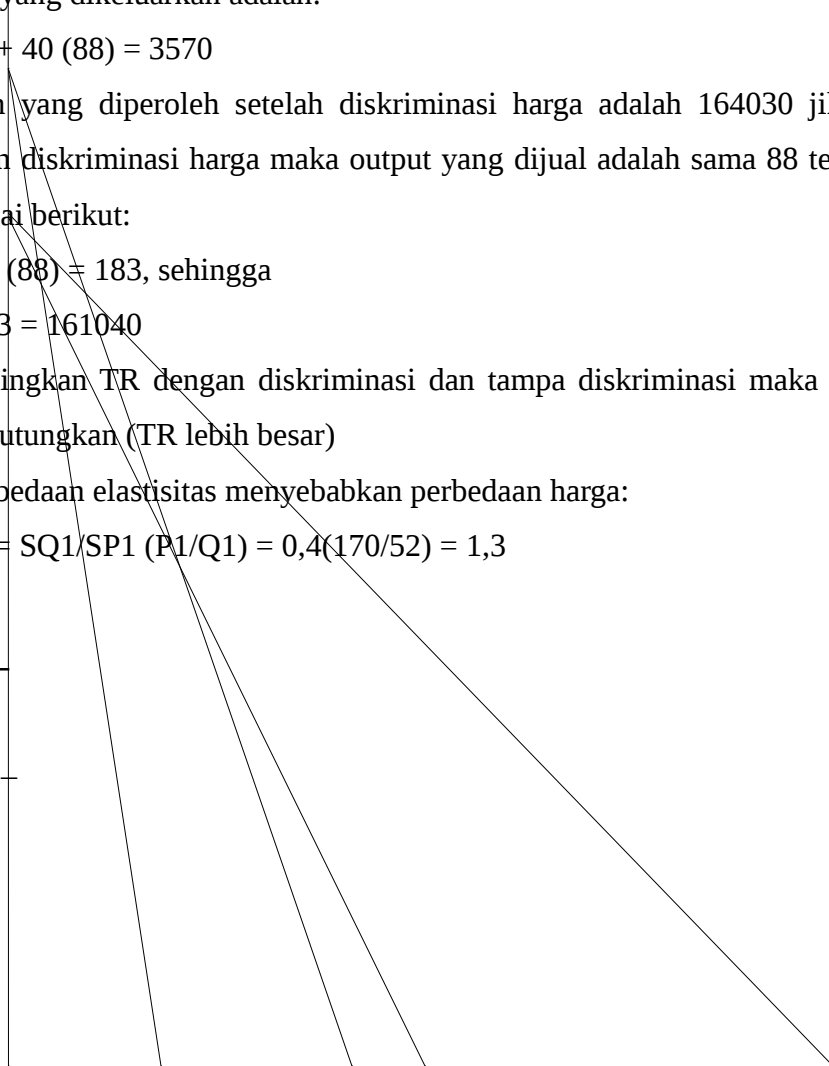 yang dikeluarkan adalah:
+ 40 (88) = 3570
yang diperoleh setelah diskriminasi harga adalah 164030
diskriminasi harga maka output yang dijual adalah sama 88
ai berikut:
(88) = 183, sehingga
3 = 161040
ingkan TR dengan diskriminasi dan tampa diskriminasi maka
utungkan (TR lebih besar)
bedaan elastisitas menyebabkan perbedaan harga:
= SQ1/SP1 (P1/Q1) = 0,4(170/52) = 1,3